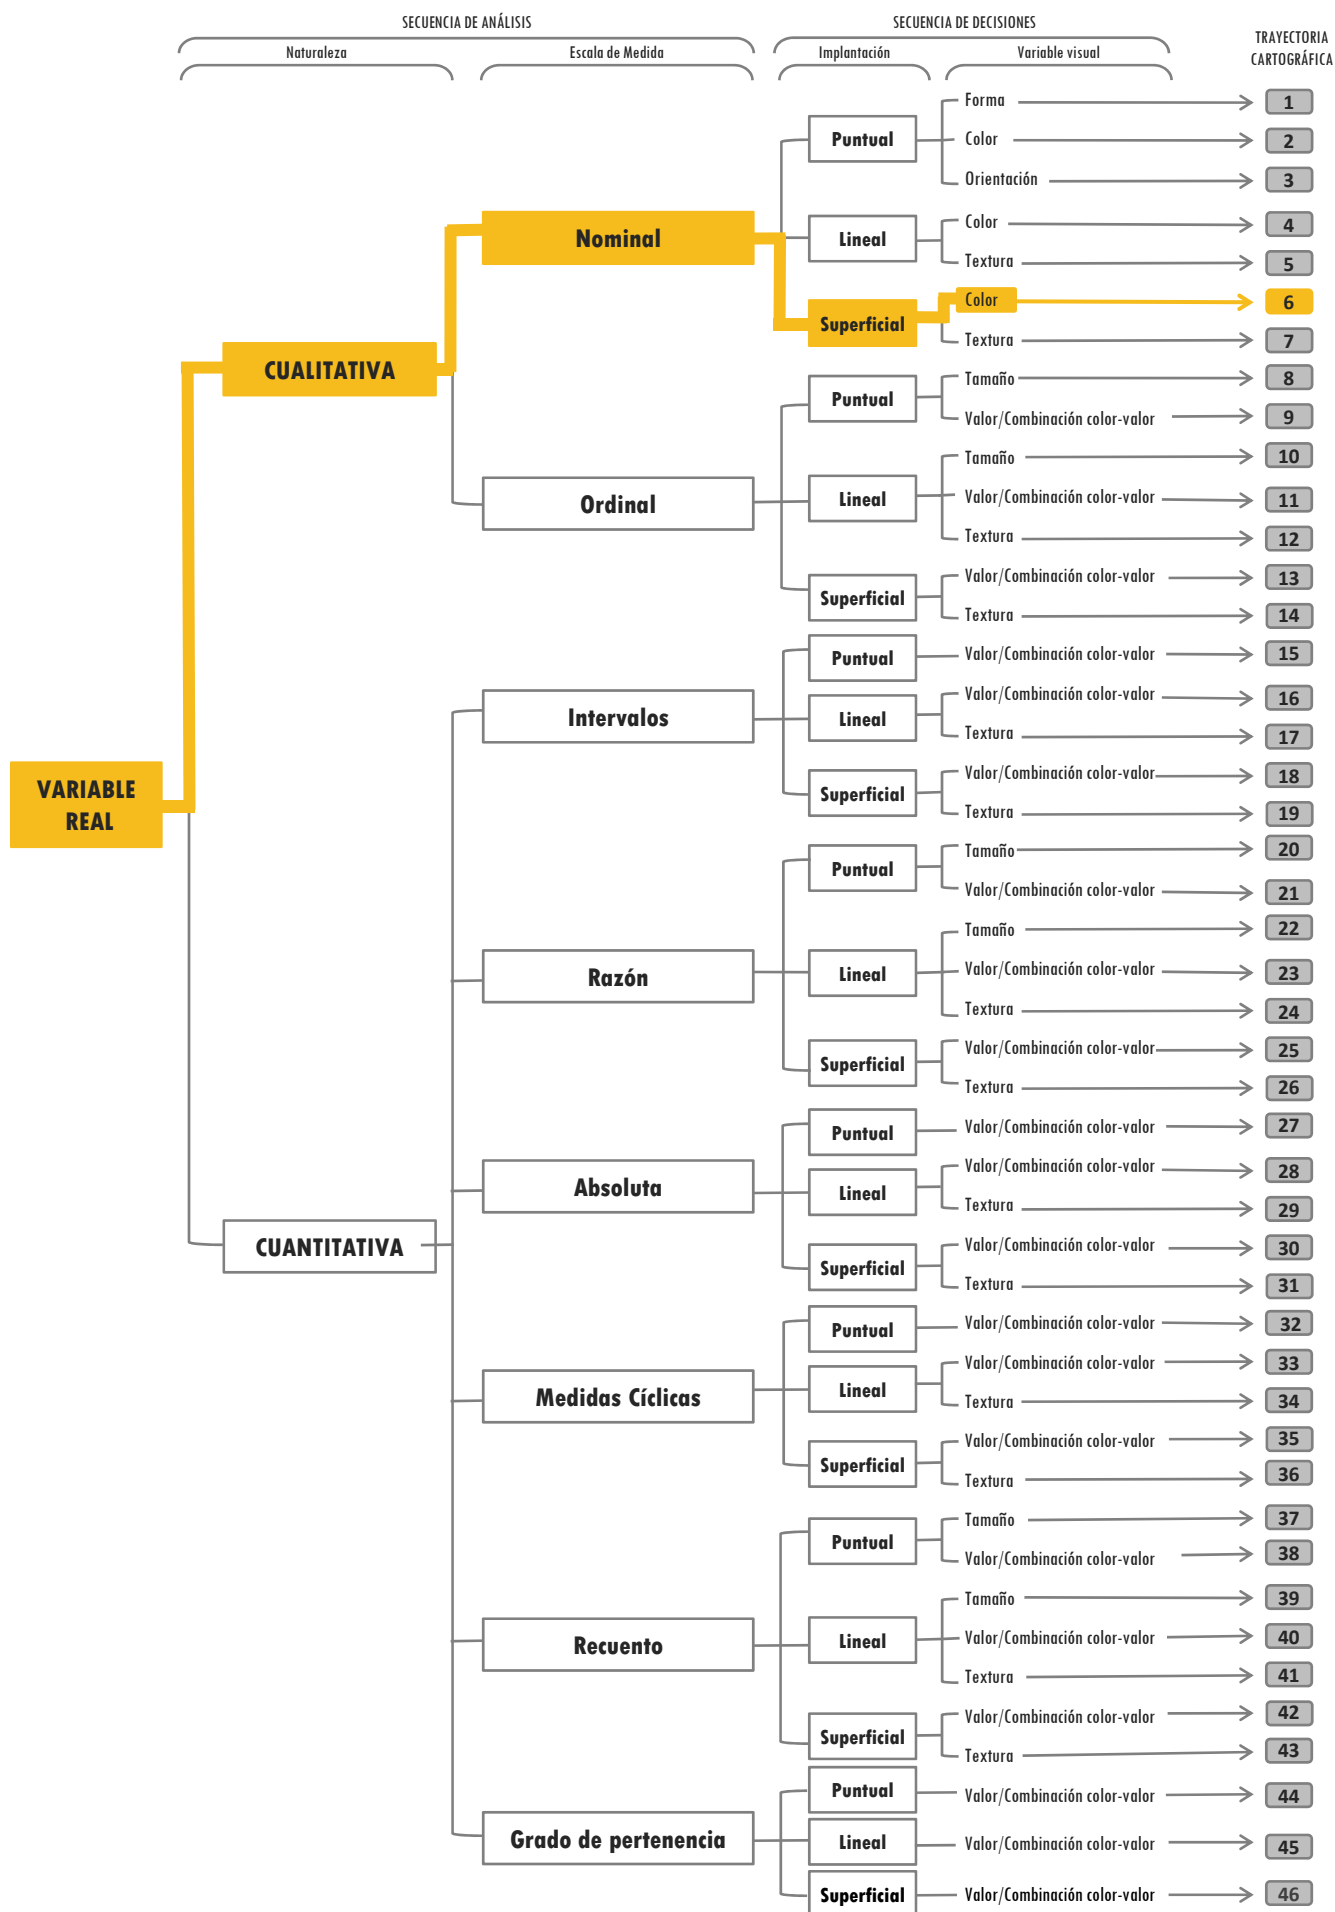 SECUENCIA DE ANÁLISIS
SECUENCIA DE DECISIONES
TRAYECTORIA
CARTOGRÁFICA
Naturaleza
Escala de Medida
Implantación
Variable visual
VARIABLE
REAL
CUALITATIVA
Nominal
Puntual
Forma
1
Color
2
Orientación
3
Lineal
Color
4
Textura
5
Superficial
Color
6
Textura
7
Ordinal
Puntual
Tamaño
8
Valor/Combinación color-valor
9
Lineal
Tamaño
10
Valor/Combinación color-valor
11
Textura
12
Superficial
Valor/Combinación color-valor
13
Textura
14
CUANTITATIVA
Intervalos
Puntual
Valor/Combinación color-valor
15
Lineal
Valor/Combinación color-valor
16
Textura
17
Superficial
Valor/Combinación color-valor
18
Textura
19
Razón
Puntual
Tamaño
20
Valor/Combinación color-valor
21
Lineal
Tamaño
22
Valor/Combinación color-valor
23
Textura
24
Superficial
Valor/Combinación color-valor
25
Textura
26
Absoluta
Puntual
Valor/Combinación color-valor
27
Lineal
Valor/Combinación color-valor
28
Textura
29
Superficial
Valor/Combinación color-valor
30
Textura
31
Medidas Cíclicas
Puntual
Valor/Combinación color-valor
32
Lineal
Valor/Combinación color-valor
33
Textura
34
Superficial
Valor/Combinación color-valor
35
Textura
36
Recuento
Puntual
Tamaño
37
Valor/Combinación color-valor
38
Lineal
Tamaño
39
Valor/Combinación color-valor
40
Textura
41
Superficial
Valor/Combinación color-valor
42
Textura
43
Grado de pertenencia
Puntual
Valor/Combinación color-valor
44
Lineal
Valor/Combinación color-valor
45
Superficial
Valor/Combinación color-valor
46